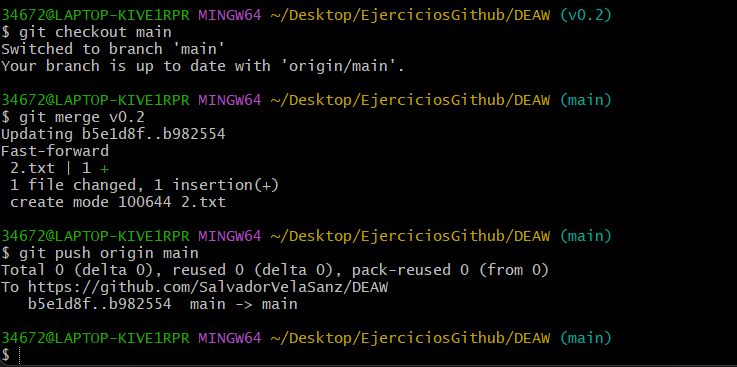 34672@LAPTOP-KIVE1RPR MINGW64 ~/Desktop/EjerciciosGithub/DEAW (v0.2)
$ git checkout main
Switched to branch 'main'
Your branch is up to date with 'origin/main'.
34672@LAPTOP-KIVE1RPR MINGW64 ~/Desktop/EjerciciosGithub/DEAW (main)
$ git merge v0.2
Updating b5e1d8f..b982554
Fast-forward
 2.txt | 1 +
 1 file changed, 1 insertion(+)
 create mode 100644 2.txt
34672@LAPTOP-KIVE1RPR MINGW64 ~/Desktop/EjerciciosGithub/DEAW (main)
$ git push origin main
Total 0 (delta 0), reused 0 (delta 0), pack-reused 0 (from 0)
To https://github.com/SalvadorVelaSanz/DEAW
   b5e1d8f..b982554  main -> main
34672@LAPTOP-KIVE1RPR MINGW64 ~/Desktop/EjerciciosGithub/DEAW (main)
$